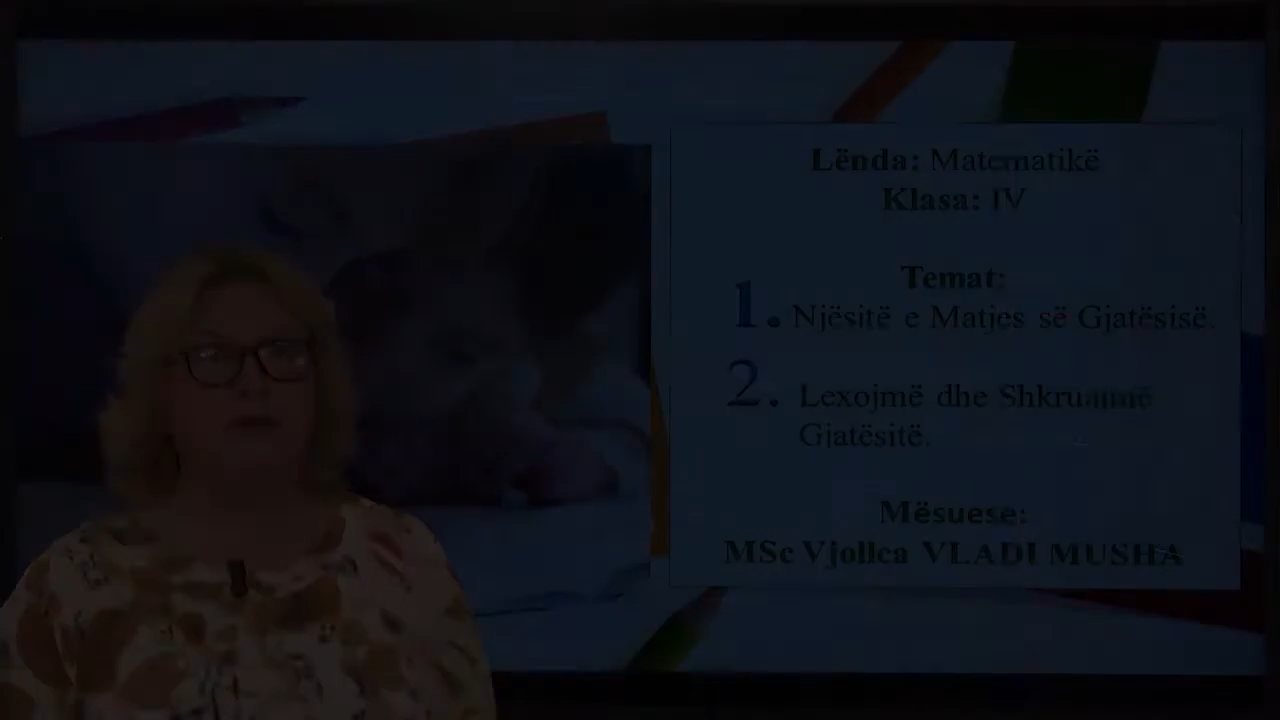 Lënda: Matematikë
Klasa: IV
Temat:
1. Njësitë e Matjes së Gjatësisë.
2. Lexojmë dhe Shkruajmë
Gjatësitë.
Mësuese:
MSc Vjollca VLADI MUSHA